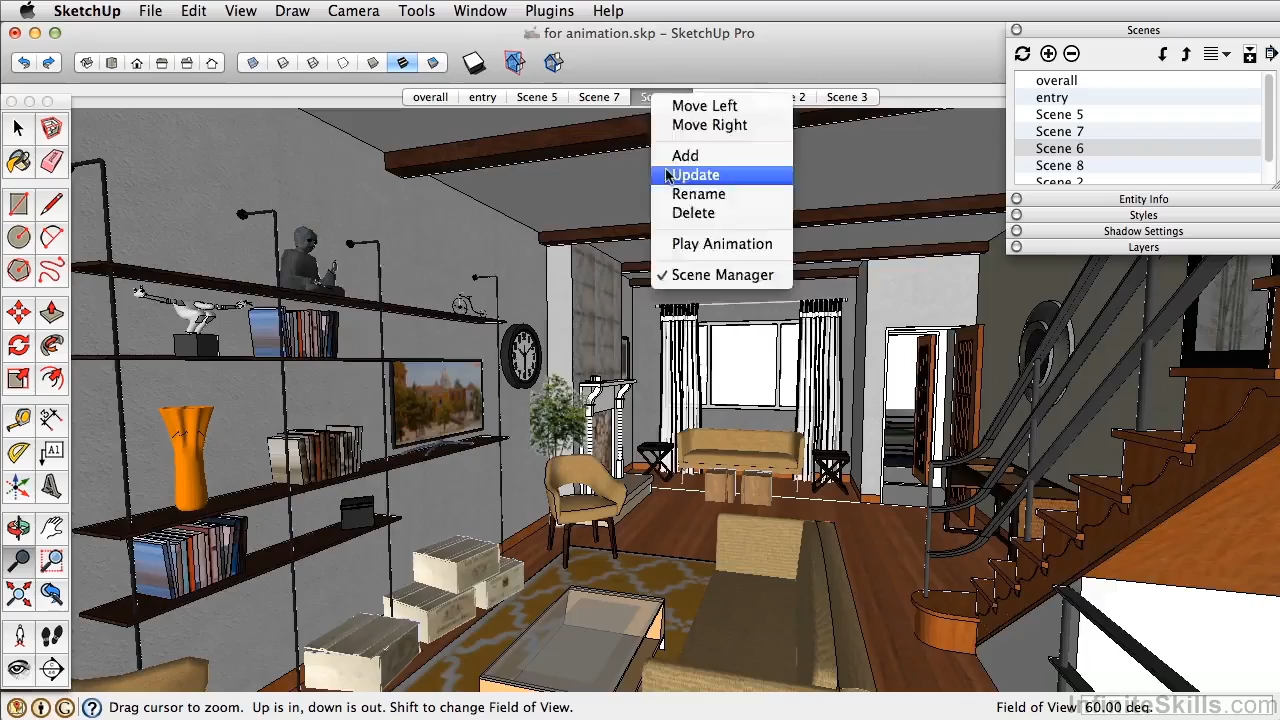 SketchUp File Edit View Draw Camera Tools Window Plugins Help
for animation.skp – SketchUp Pro
Scenes
overall
entry
Scene 5
Scene 7
Scene 6
Scene 8
Scene 2
Entity Info
Styles
Shadow Settings
Layers
overall entry Scene 5 Scene 7 Sc 2 Scene 3
Move Left
Move Right
Add
Update
Rename
Delete
Play Animation
✓ Scene Manager
A1
Drag cursor to zoom. Up is in, down is out. Shift to change Field of View.
Field of View 60.00 deg.
InfiniteSkills.com